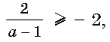 2/(a − 1) ⩾ − 2,